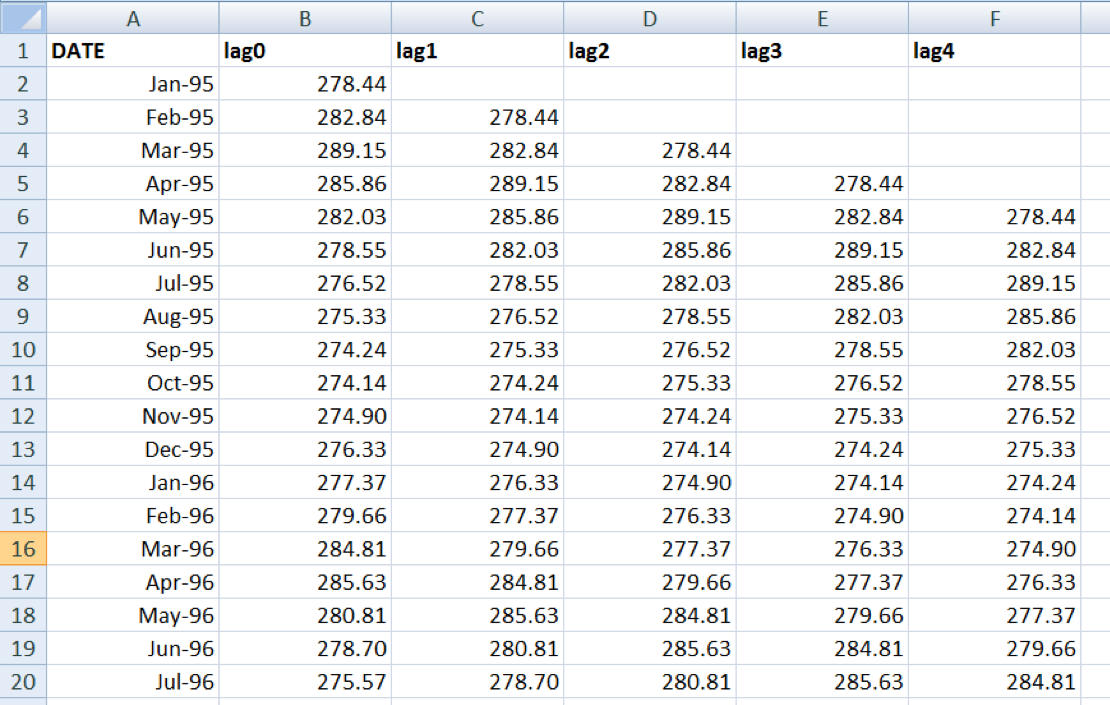 A B C D E F
1 DATE lag0 lag1 lag2 lag3 lag4
2 Jan-95 278.44
3 Feb-95 282.84 278.44
4 Mar-95 289.15 282.84 278.44
5 Apr-95 285.86 289.15 282.84 278.44
6 May-95 282.03 285.86 289.15 282.84 278.44
7 Jun-95 278.55 282.03 285.86 289.15 282.84
8 Jul-95 276.52 278.55 282.03 285.86 289.15
9 Aug-95 275.33 276.52 278.55 282.03 285.86
10 Sep-95 274.24 275.33 276.52 278.55 282.03
11 Oct-95 274.14 274.24 275.33 276.52 278.55
12 Nov-95 274.90 274.14 274.24 275.33 276.52
13 Dec-95 276.33 274.90 274.14 274.24 275.33
14 Jan-96 277.37 276.33 274.90 274.14 274.24
15 Feb-96 279.66 277.37 276.33 274.90 274.14
16 Mar-96 284.81 279.66 277.37 276.33 274.90
17 Apr-96 285.63 284.81 279.66 277.37 276.33
18 May-96 280.81 285.63 284.81 279.66 277.37
19 Jun-96 278.70 280.81 285.63 284.81 279.66
20 Jul-96 275.57 278.70 280.81 285.63 284.81